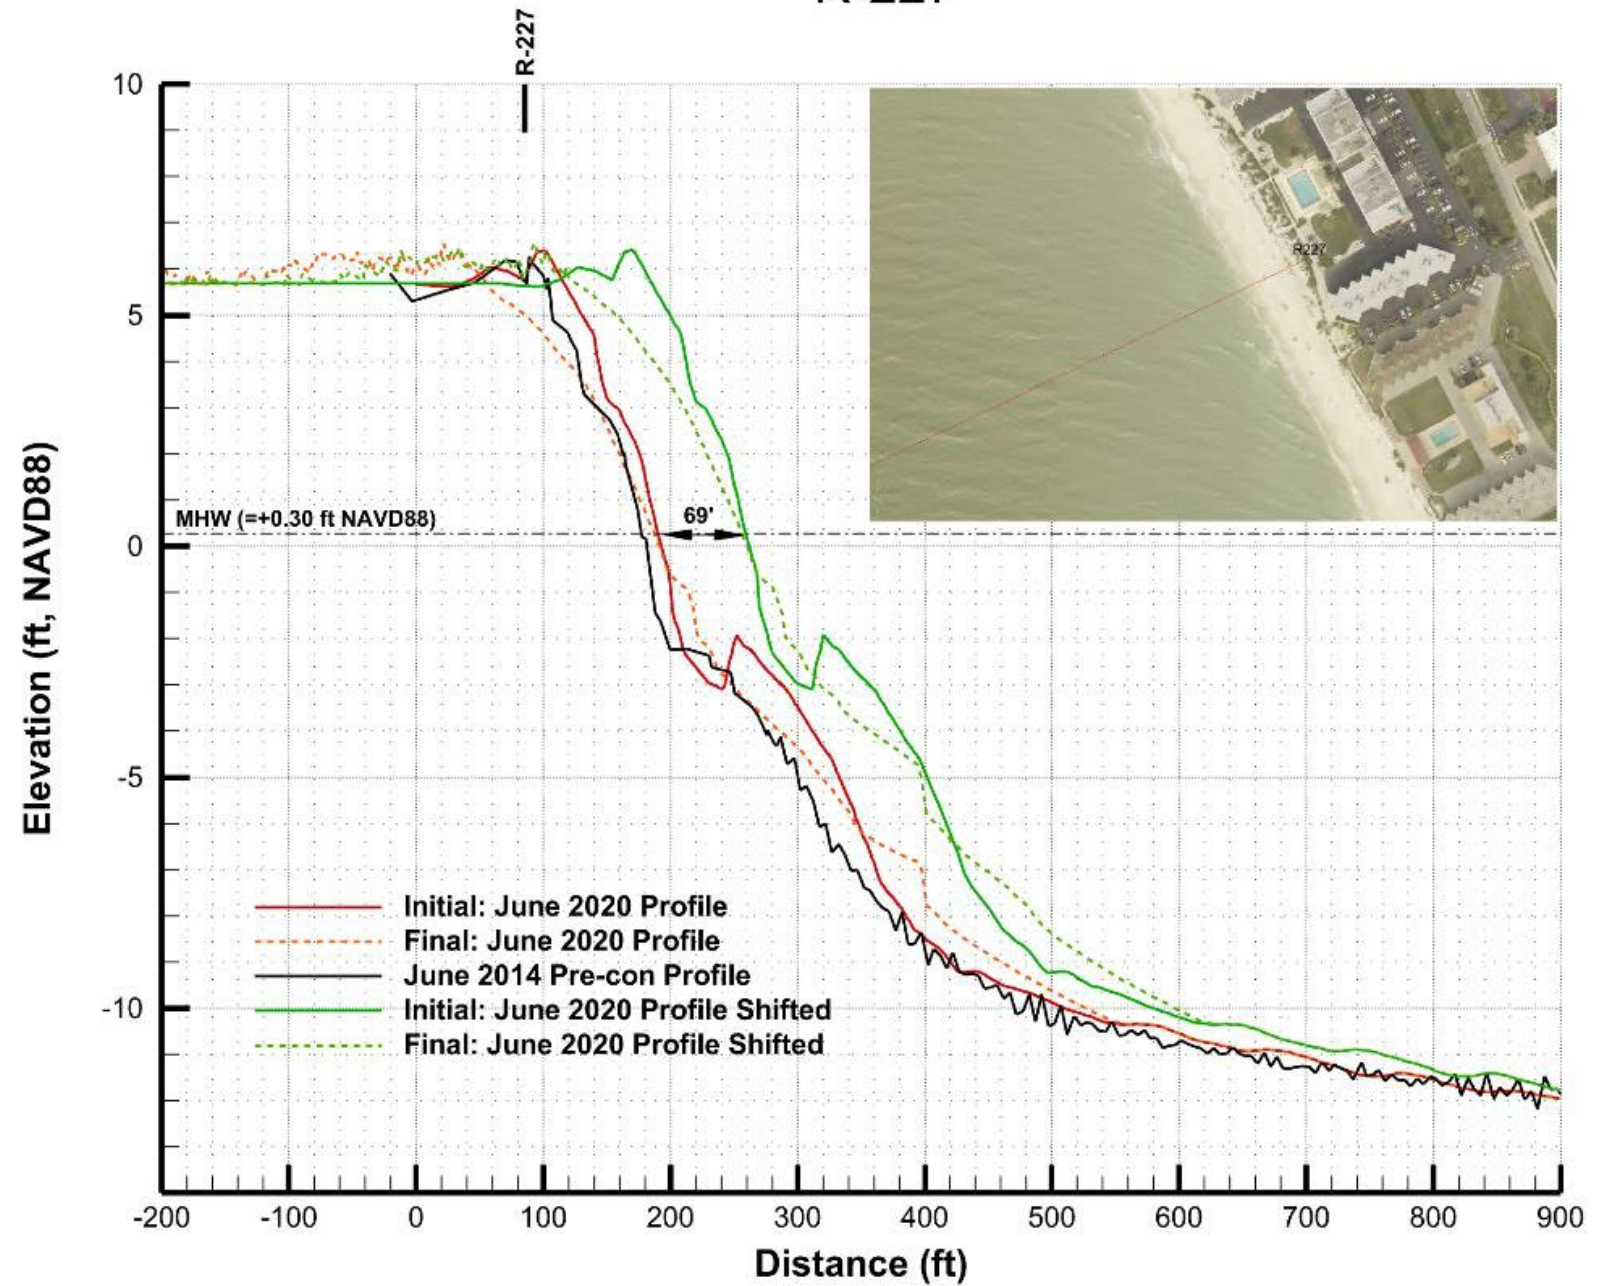 R-227
R-227
10
5
0
-5
-10
Elevation (ft, NAVD88)
MHW (=+0.30 ft NAVD88)
69'
R227
Initial: June 2020 Profile
Final: June 2020 Profile
June 2014 Pre-con Profile
Initial: June 2020 Profile Shifted
Final: June 2020 Profile Shifted
-200 -100 0 100 200 300 400 500 600 700 800 900
Distance (ft)